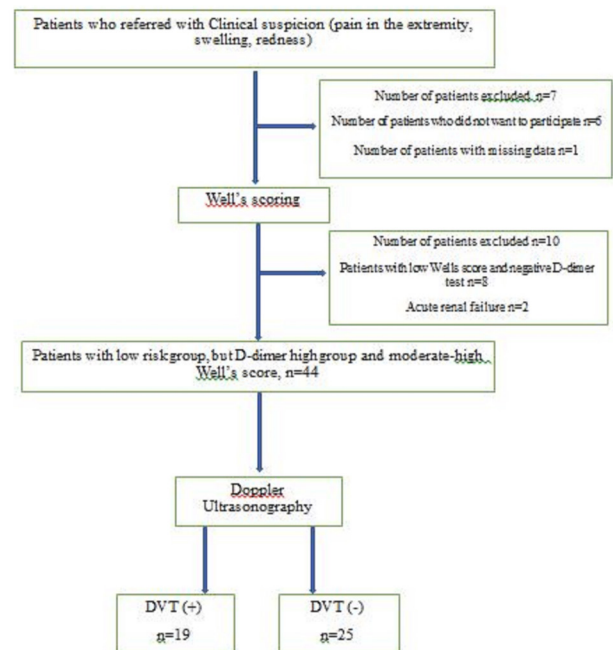 Patients who referred with Clinical suspicion (pain in the extremity,
swelling, redness)
Number of patients excluded n=7
Number of patients who did not want to participate n=6
Number of patients with missing data n=1
Well's scoring
Number of patients excluded n=10
Patients with low Wells score and negative D-dimer
test n=8
Acute renal failure n=2
Patients with low risk group, but D-dimer high group and moderate-high
Well's score, n=44
Doppler
Ultrasonography
DVT (+)
n=19
DVT (-)
n=25